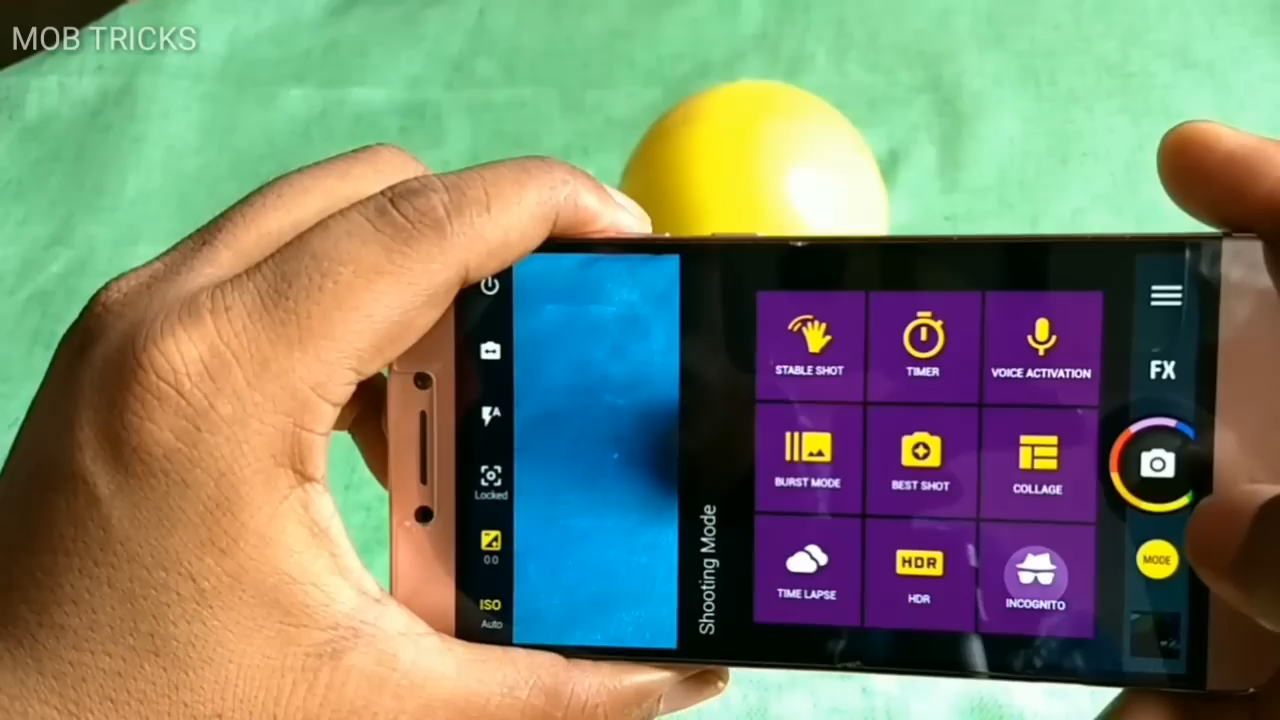 MOB TRICKS
Locked
0.0
ISO
Auto
Shooting Mode
STABLE SHOT
TIMER
VOICE ACTIVATION
BURST MODE
BEST SHOT
COLLAGE
TIME LAPSE
HDR
HDR
INCOGNITO
FX
MODE
A